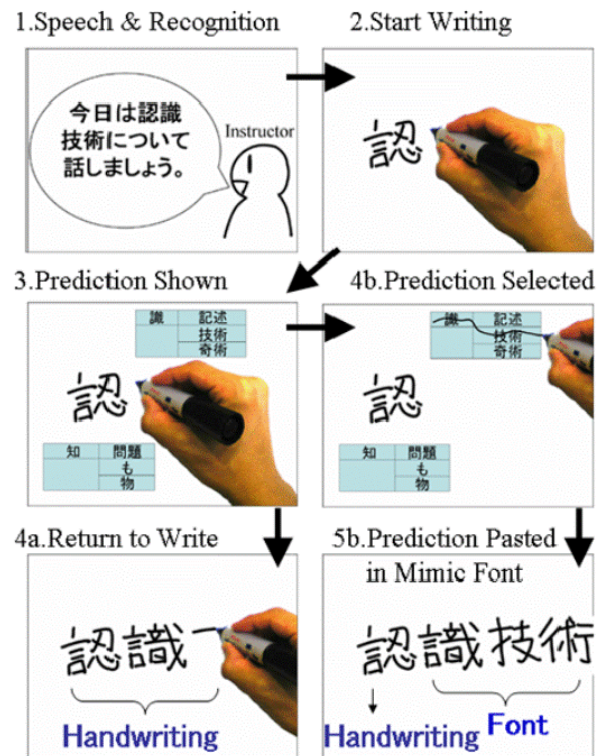 1.Speech & Recognition
2.Start Writing
今日は認識
技術について
話しましょう。
Instructor
認
3.Prediction Shown
4b.Prediction Selected
識 記述
技術
奇術
認
知 問題
も
物
識 記述
技術
奇術
認
知 問題
も
物
4a.Return to Write
5b.Prediction Pasted
in Mimic Font
認識
Handwriting
認識技術
Handwriting Font